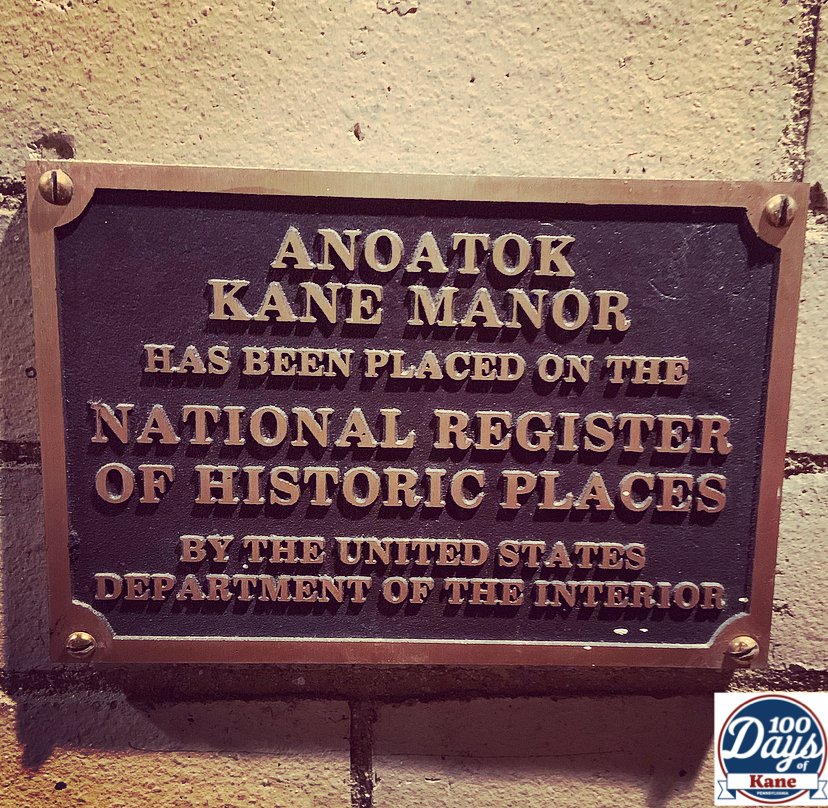 ANOATOK
KANE MANOR
HAS BEEN PLACED ON THE
NATIONAL REGISTER
OF HISTORIC PLACES
BY THE UNITED STATES
DEPARTMENT OF THE INTERIOR
100
Days
of
Kane
PENNSYLVANIA